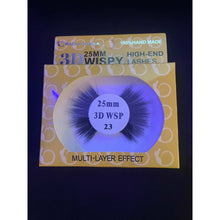 100% HAND MADE
3D 25MM WISPY HIGH-END LASHES
25mm
3D WSP
23
MULTI-LAYER EFFECT